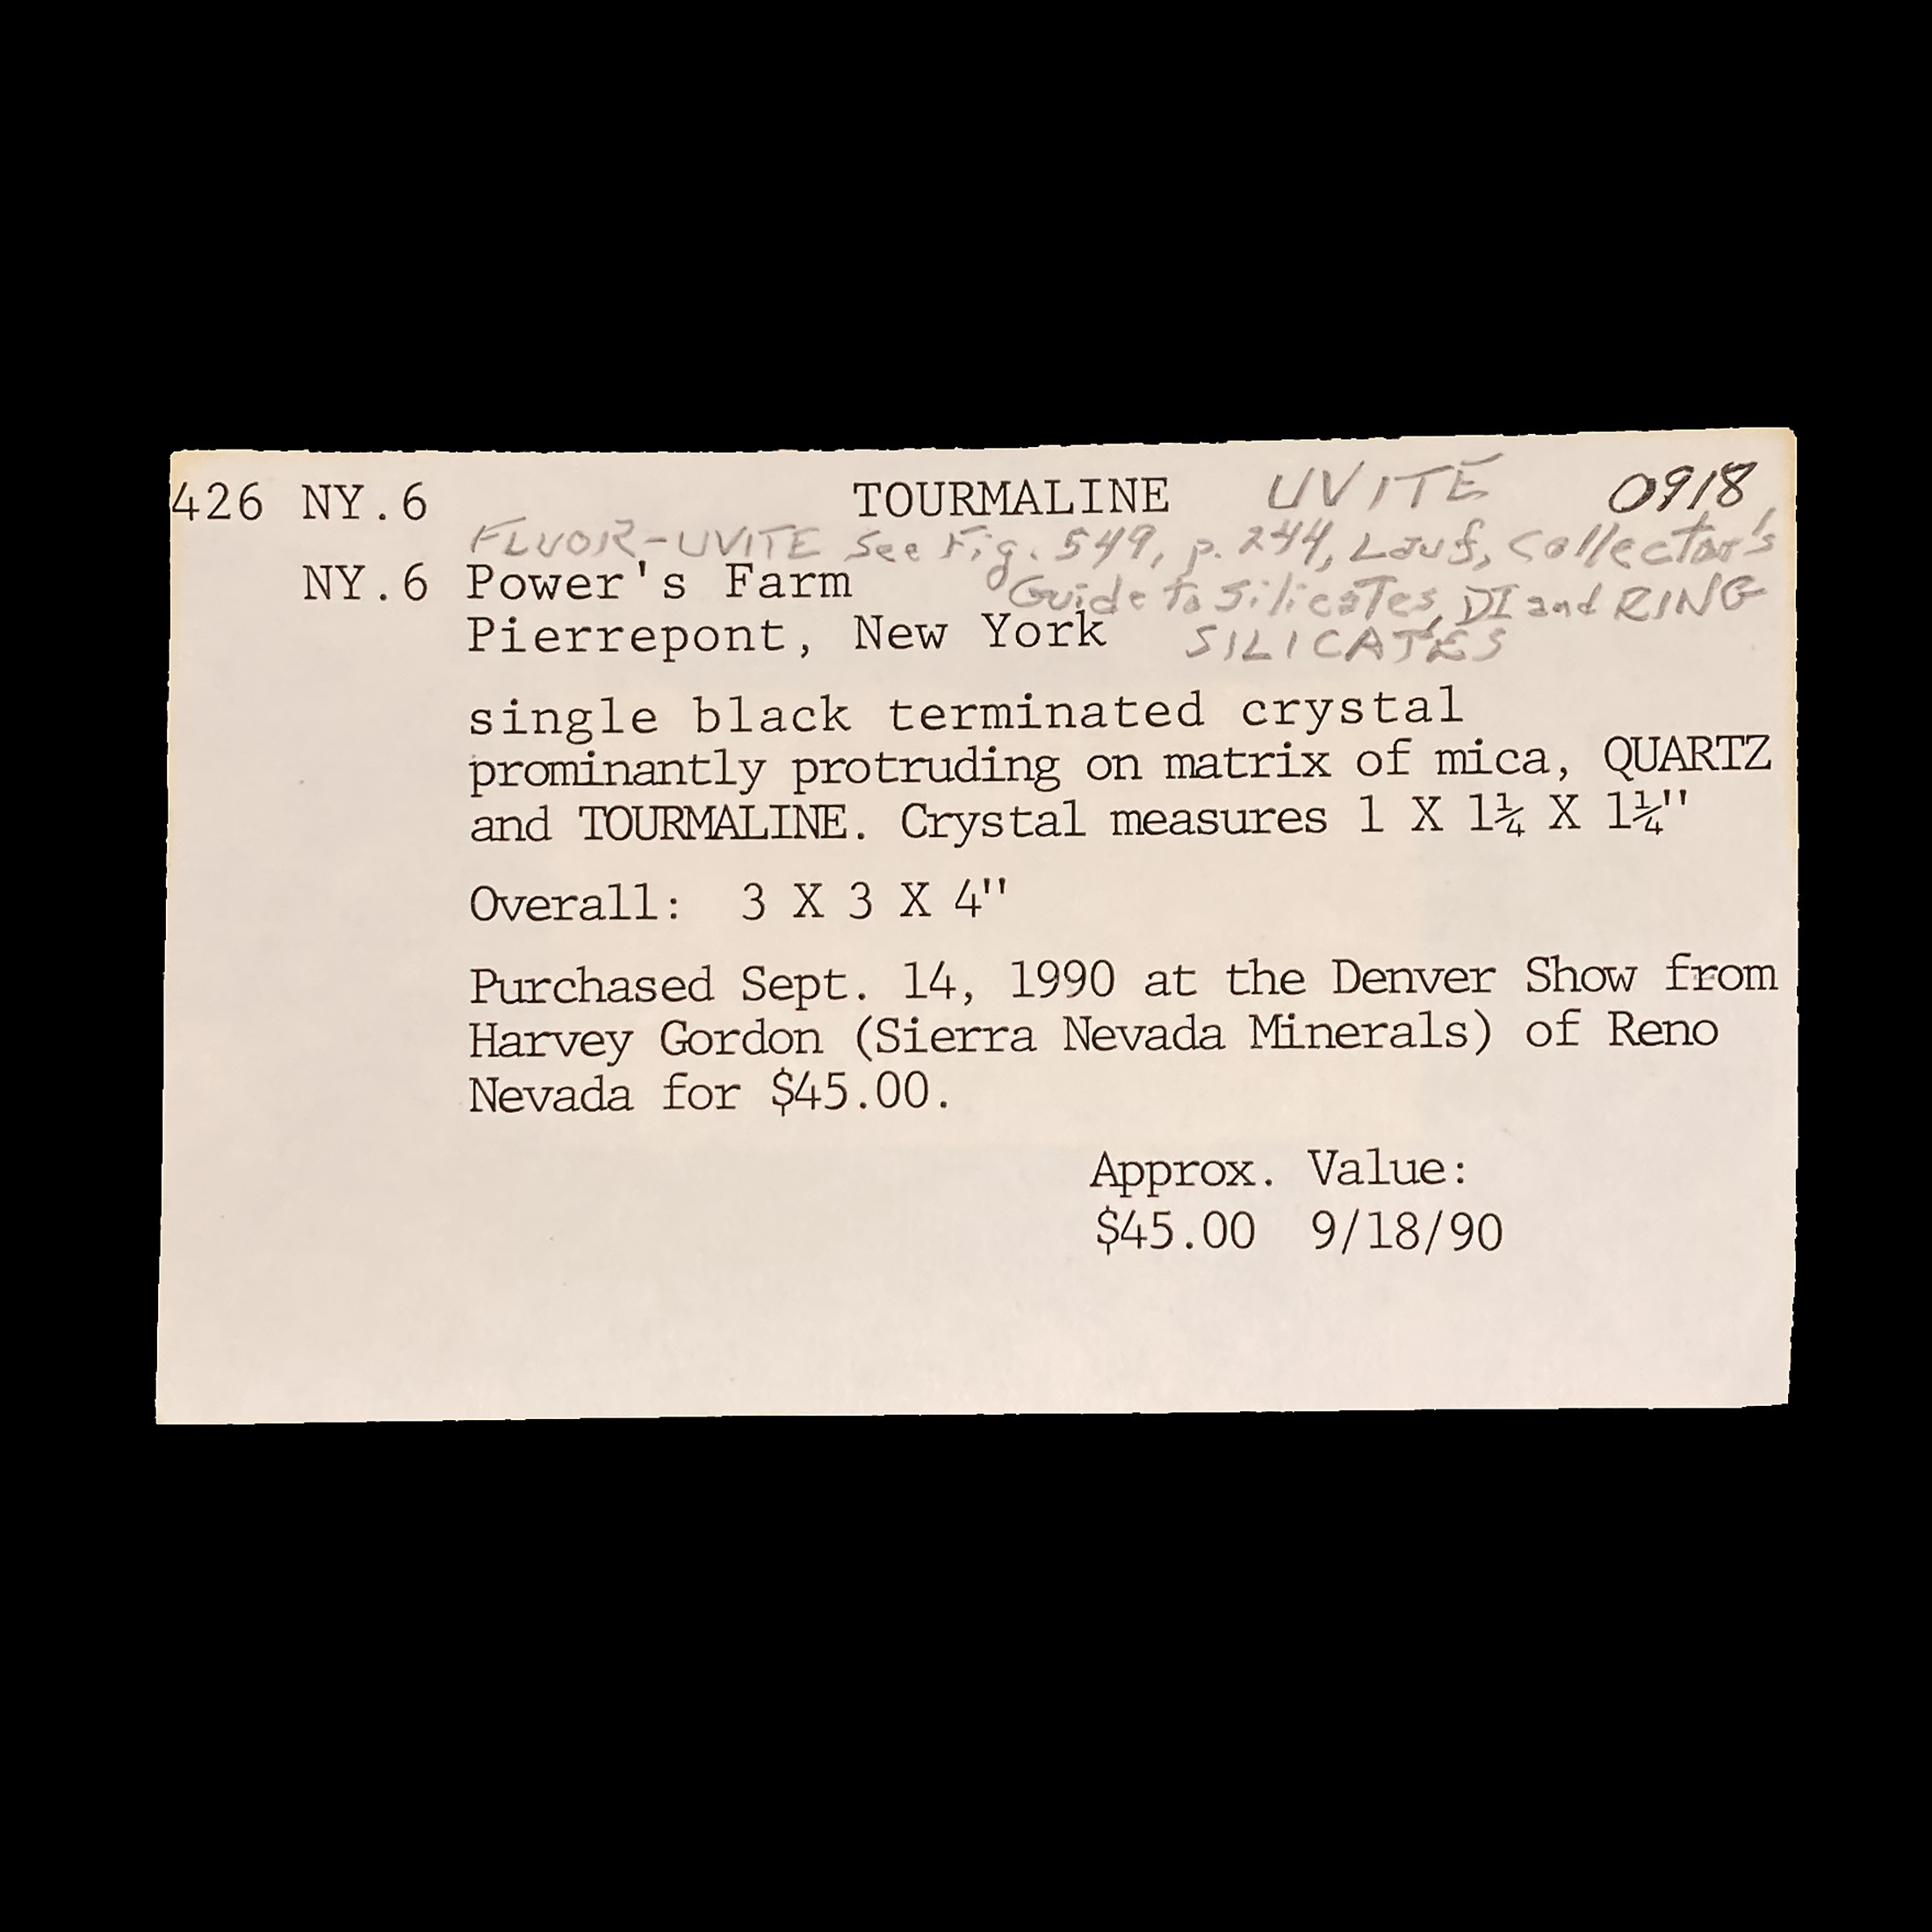 426 NY.6 TOURMALINE UVITE 0918
FLUOR-UVITE See Fig. 549, p. 244, Lauf, Collector's
NY.6 Power's Farm Guide to Silicates, DI and RING
Pierrepont, New York SILICATES
single black terminated crystal
prominantly protruding on matrix of mica, QUARTZ
and TOURMALINE. Crystal measures 1 X 1¼ X 1¼"
Overall: 3 X 3 X 4"
Purchased Sept. 14, 1990 at the Denver Show from
Harvey Gordon (Sierra Nevada Minerals) of Reno
Nevada for $45.00.
Approx. Value:
$45.00 9/18/90